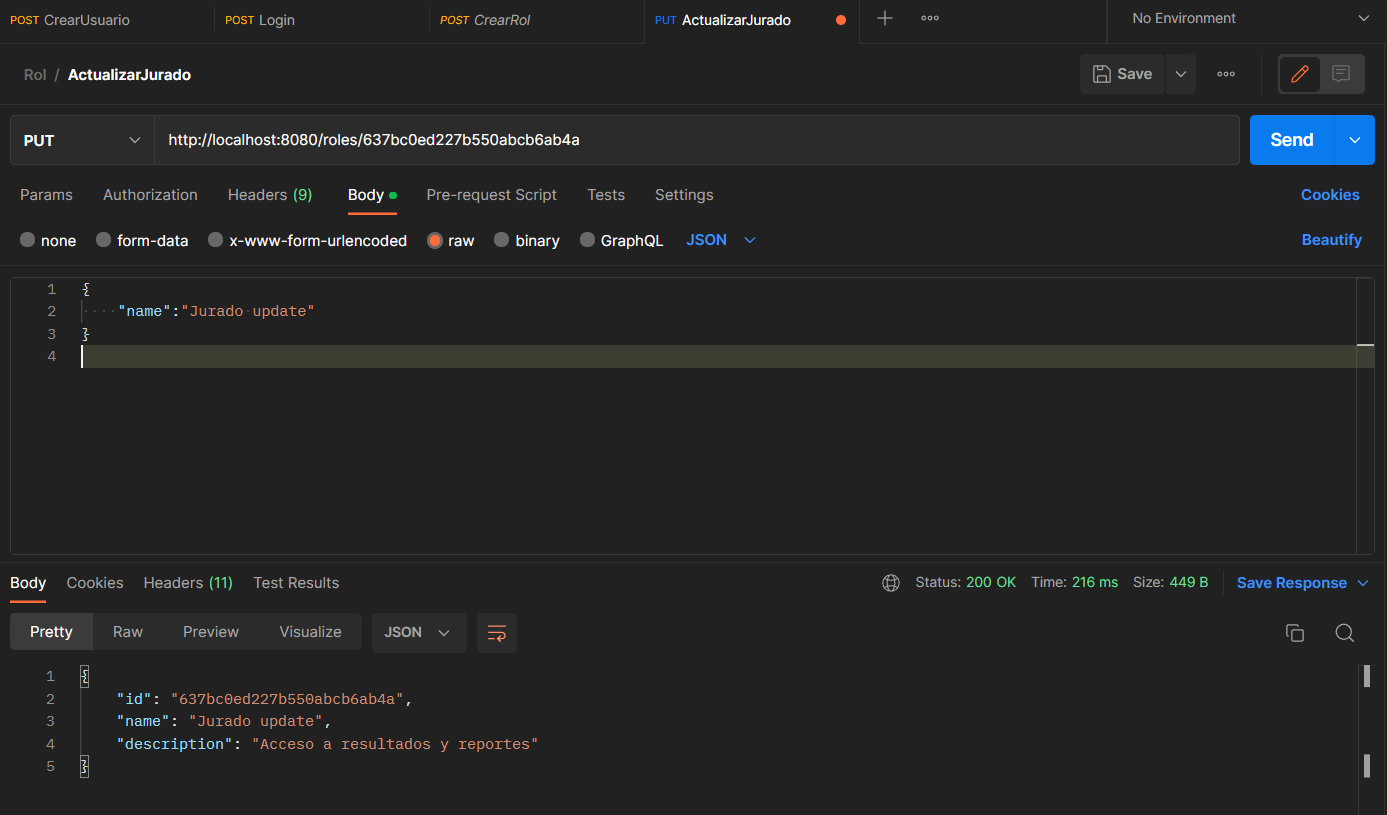 POST CrearUsuario POST Login POST CrearRol PUT ActualizarJurado No Environment
Rol / ActualizarJurado Save
PUT http://localhost:8080/roles/637bc0ed227b550abcb6ab4a Send
Params Authorization Headers (9) Body Pre-request Script Tests Settings Cookies
none form-data x-www-form-urlencoded raw binary GraphQL JSON Beautify
1 {
2 "name":"Jurado update"
3 }
4
Body Cookies Headers (11) Test Results Status: 200 OK Time: 216 ms Size: 449 B Save Response
Pretty Raw Preview Visualize JSON
1 {
2 "id": "637bc0ed227b550abcb6ab4a",
3 "name": "Jurado update",
4 "description": "Acceso a resultados y reportes"
5 }